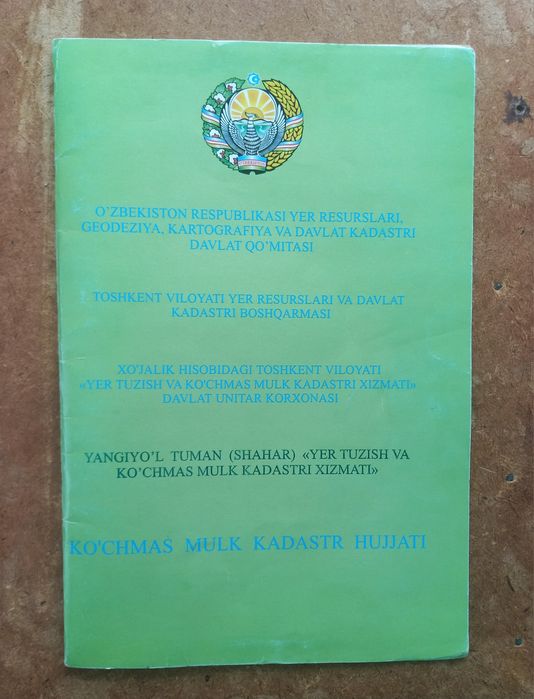 O'ZBEKISTON RESPUBLIKASI YER RESURSLARI,
GEODEZIYA, KARTOGRAFIYA VA DAVLAT KADASTRI
DAVLAT QO'MITASI
TOSHKENT VILOYATI YER RESURSLARI VA DAVLAT
KADASTRI BOSHQARMASI
XO'JALIK HISOBIDAGI TOSHKENT VILOYATI
«YER TUZISH VA KO'CHMAS MULK KADASTRI XIZMATI»
DAVLAT UNITAR KORXONASI
YANGIYO'L TUMAN (SHAHAR) «YER TUZISH VA
KO'CHMAS MULK KADASTRI XIZMATI»
KO'CHMAS MULK KADASTR HUJJATI